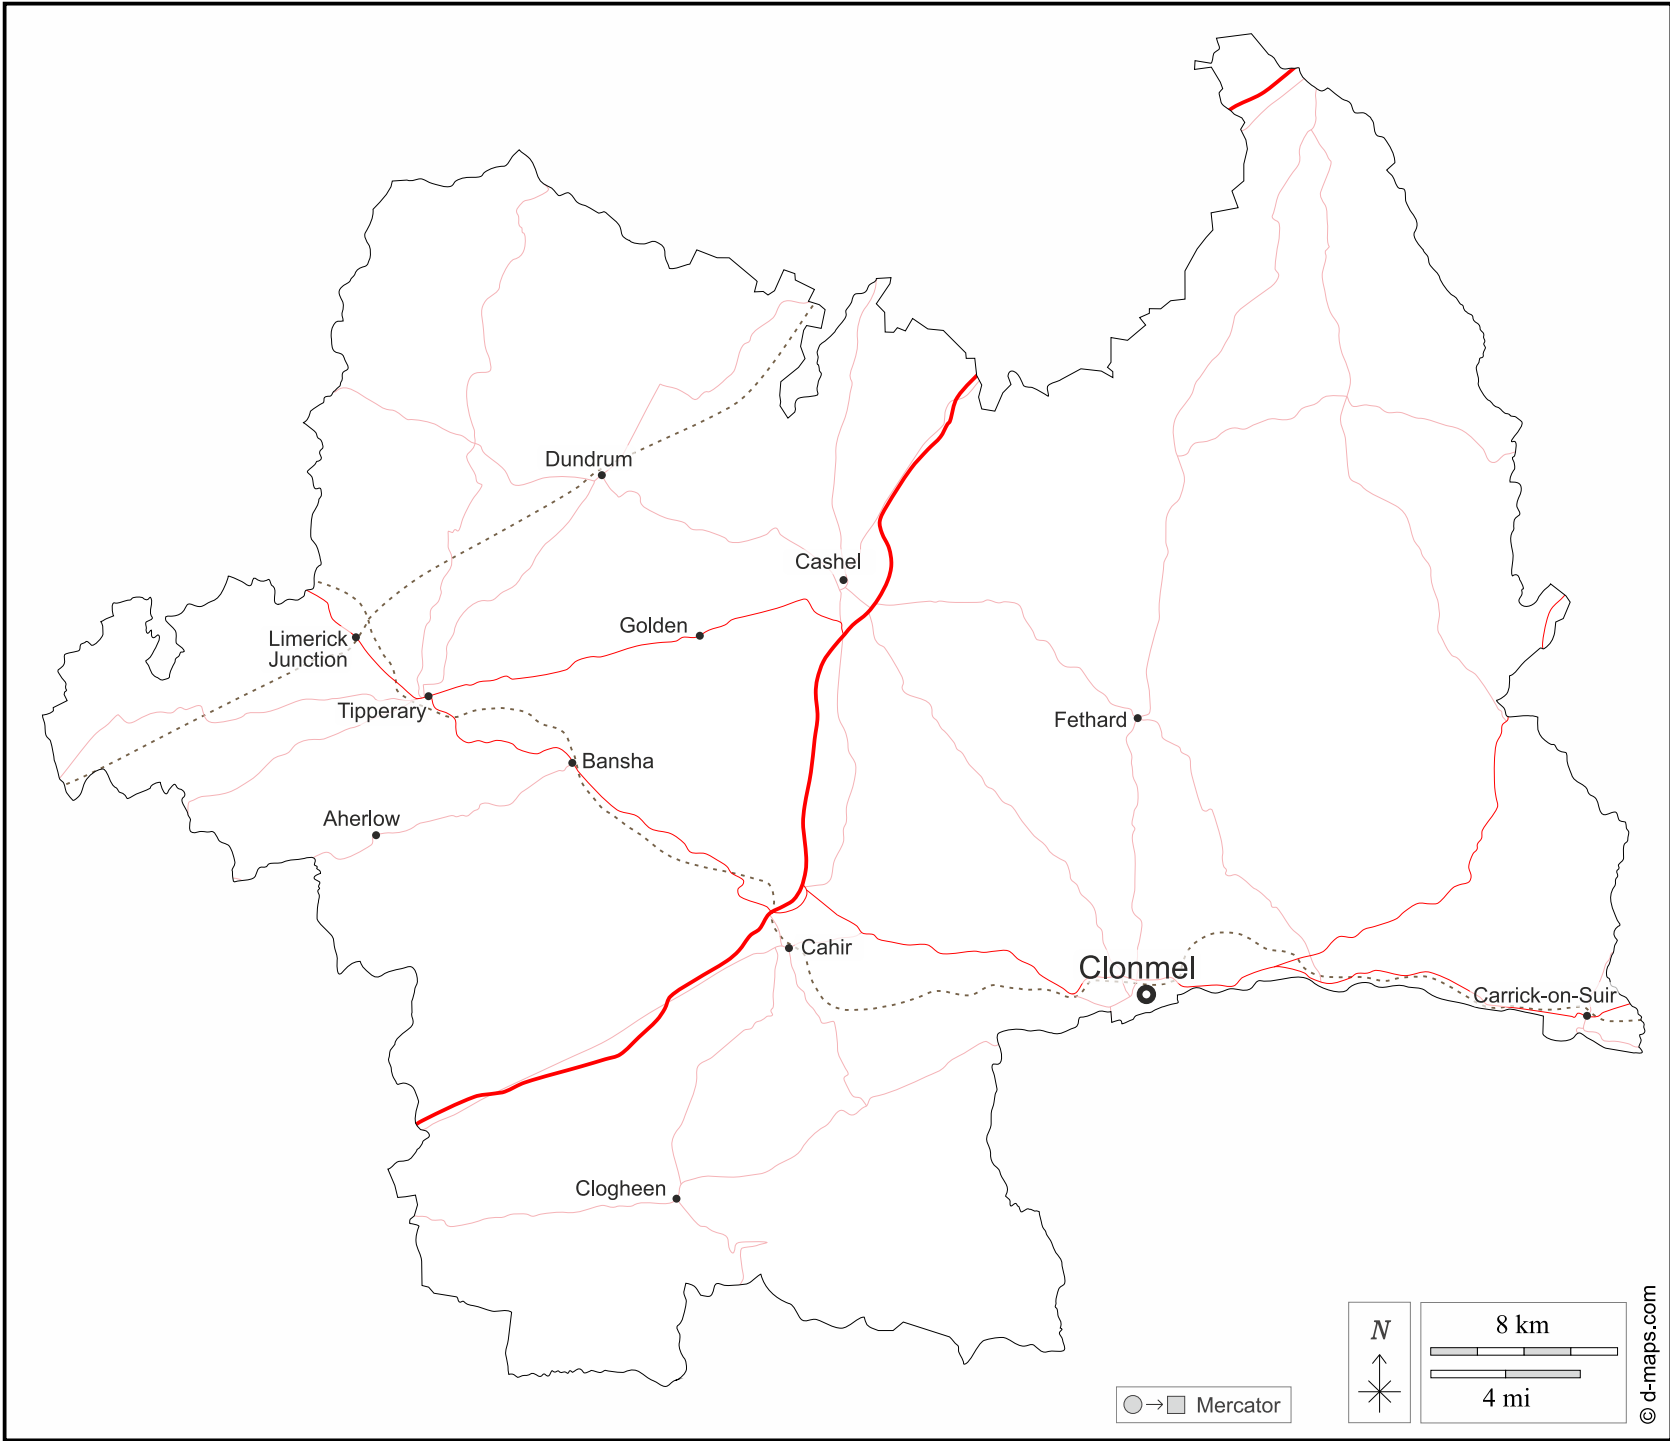 Dundrum
Cashel
Golden
Limerick
Junction
Tipperary
Fethard
Bansha
Aherlow
Cahir
Clonmel
Carrick-on-Suir
Clogheen
N
8 km
4 mi
Mercator
© d-maps.com